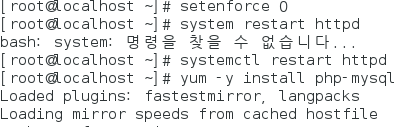 [root@localhost ~]# setenforce 0
[root@localhost ~]# system restart httpd
bash: system: 명령을 찾을 수 없습니다...
[root@localhost ~]# systemctl restart httpd
[root@localhost ~]# yum -y install php-mysql
Loaded plugins: fastestmirror, langpacks
Loading mirror speeds from cached hostfile